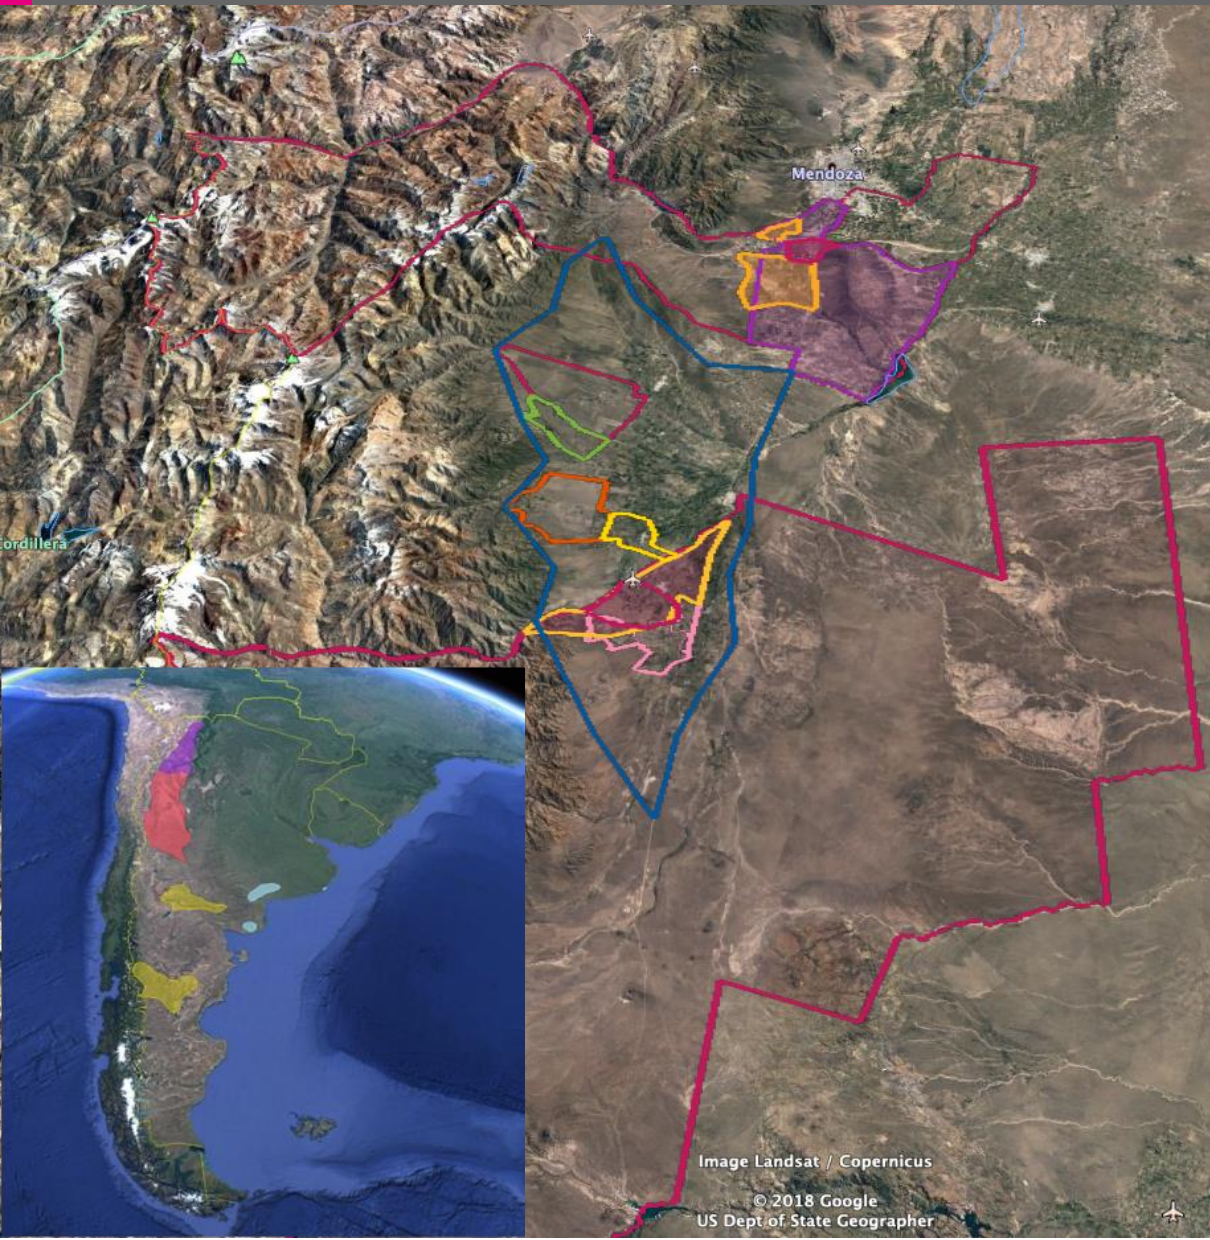 Mendoza
Cordillera
Image Landsat / Copernicus
© 2018 Google
US Dept of State Geographer